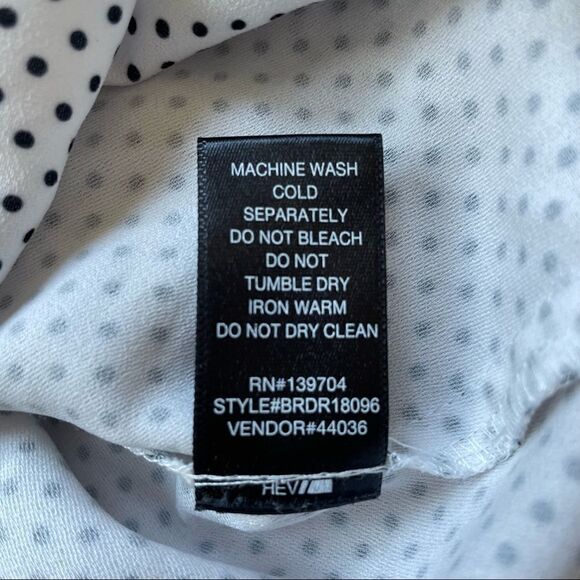 MACHINE WASH
COLD
SEPARATELY
DO NOT BLEACH
DO NOT
TUMBLE DRY
IRON WARM
DO NOT DRY CLEAN
RN#139704
STYLE#BRDR18096
VENDOR#44036